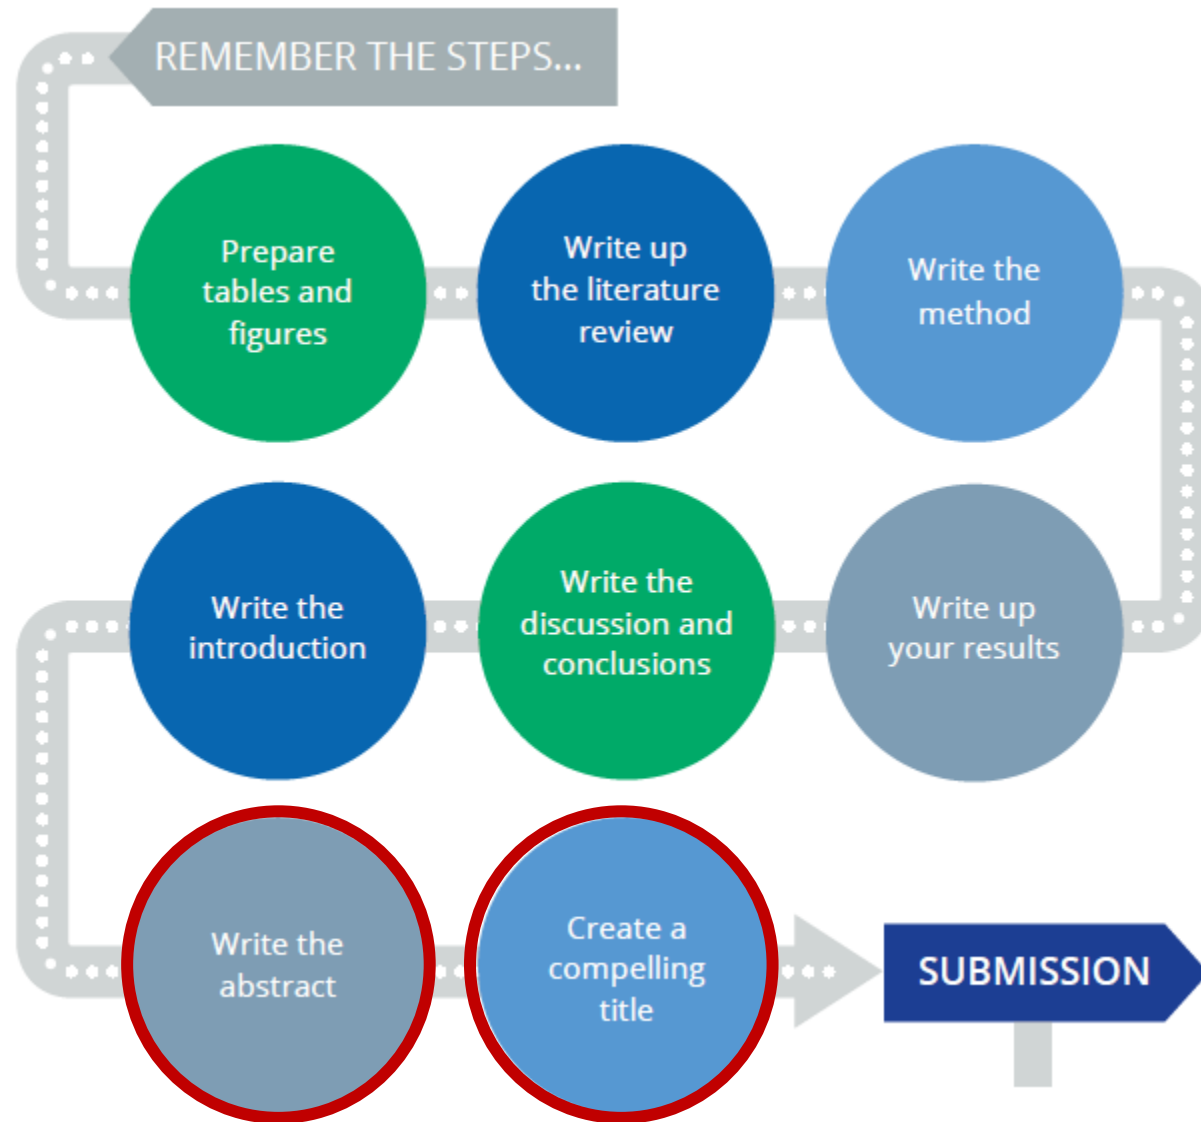 REMEMBER THE STEPS...
Prepare
tables and
figures
Write up
the literature
review
Write the
method
Write up
your results
Write the
discussion and
conclusions
Write the
introduction
Write the
abstract
Create a
compelling
title
SUBMISSION